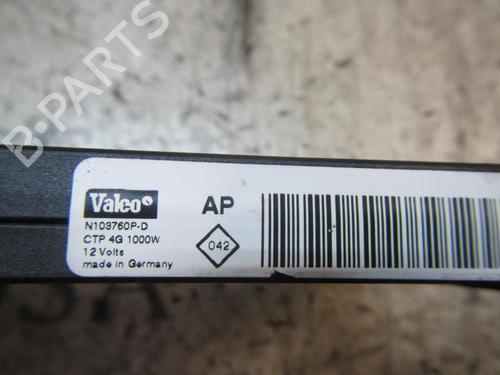 B-PARTS
Valeo
AP
N103760P-D
CTP 4G 1000W
12 Volts
made in Germany
042